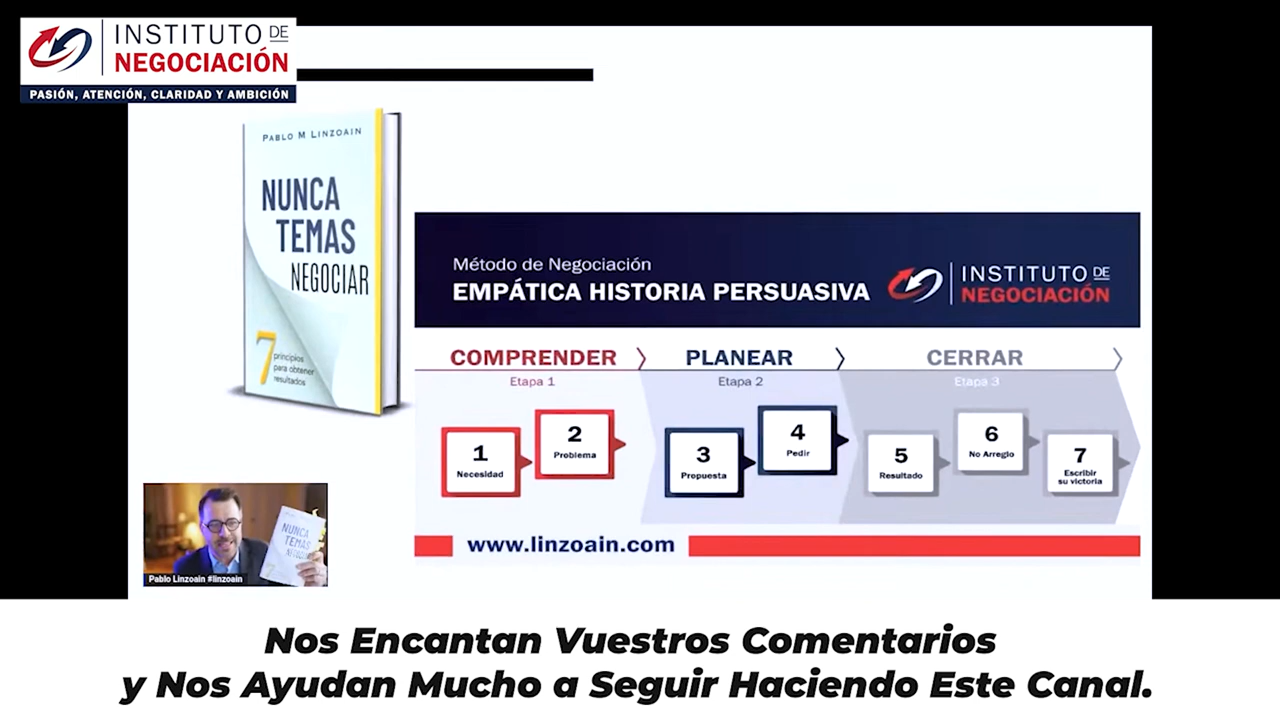 INSTITUTO DE
NEGOCIACIÓN
PASIÓN, ATENCIÓN, CLARIDAD Y AMBICIÓN
PABLO M LINZOAIN
NUNCA
TEMAS
NEGOCIAR
7 principios
para obtener
resultados
Método de Negociación
EMPÁTICA HISTORIA PERSUASIVA
INSTITUTO DE
NEGOCIACIÓN
COMPRENDER
PLANEAR
CERRAR
Etapa 1
Etapa 2
Etapa 3
1
Necesidad
2
Problema
3
Propuesta
4
Pedir
5
Resultado
6
No Arreglo
7
Escribir
su victoria
www.linzoain.com
NUNCA
TEMAS
Pablo Linzoain #linzoain
Nos Encantan Vuestros Comentarios
y Nos Ayudan Mucho a Seguir Haciendo Este Canal.